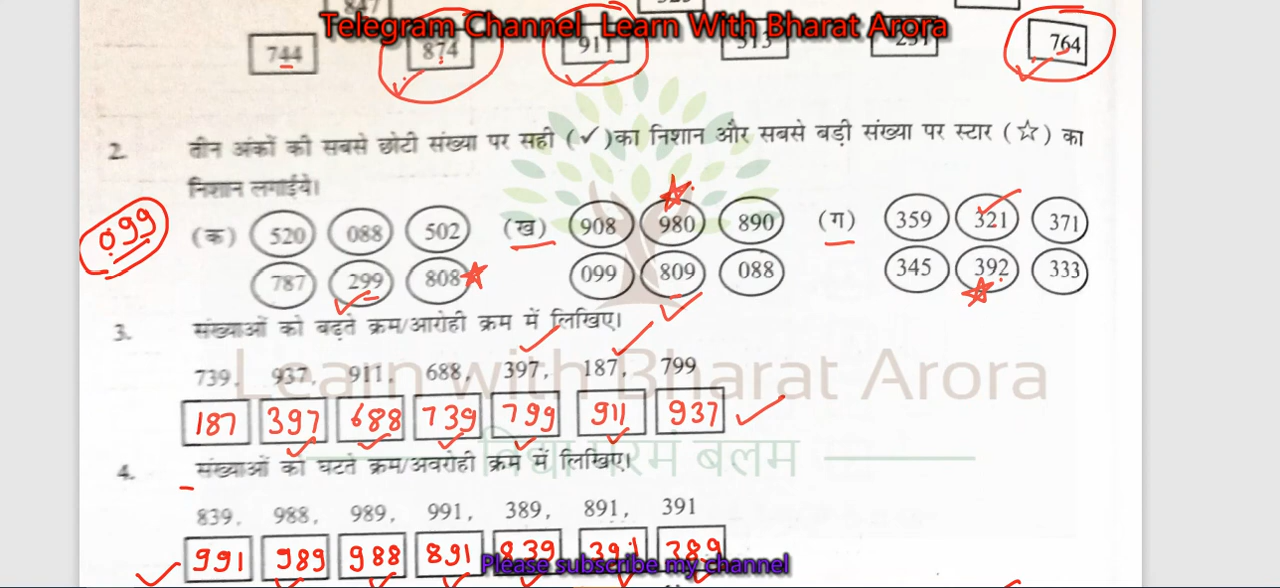 Telegram Channel Learn With Bharat Arora
744 874 911 313 291 764
2. तीन अंकों की सबसे छोटी संख्या पर सही (✓)का निशान और सबसे बड़ी संख्या पर स्टार (☆) का
निशान लगाईये।
099
(क) 520 088 502 (ख) 908 980 890 (ग) 359 321 371
787 299 808 099 809 088 345 392 333
3. संख्याओं को बढ़ते क्रम/आरोही क्रम में लिखिए।
Learn with Bharat Arora
739, 937, 911, 688, 397, 187, 799
187 397 688 739 799 911 937
विद्या परमं बलम
4. संख्याओं को घटते क्रम/अवरोही क्रम में लिखिए।
839, 988, 989, 991, 389, 891, 391
991 989 988 891 839 391 389
Please subscribe my channel